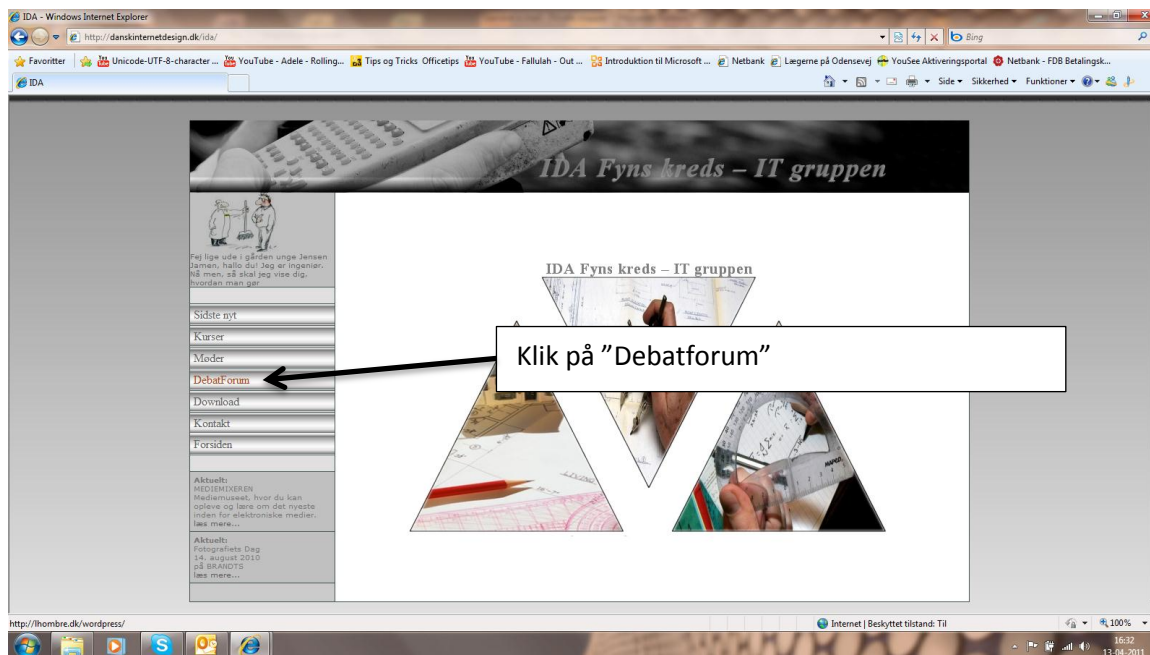 IDA - Windows Internet Explorer
http://danskinternetdesign.dk/ida/
Bing
Favoritter
Unicode-UTF-8-character ...
YouTube - Adele - Rolling...
Tips og Tricks Officetips
YouTube - Fallulah - Out ...
Introduktion til Microsoft ...
Netbank
Lægerne på Odensevej
YouSee Aktiveringsportal
Netbank - FDB Betalingsk...
IDA
Side
Sikkerhed
Funktioner
IDA Fyns kreds – IT gruppen
Fej lige ude i gården unge Jensen
Jamen, hallo du! Jeg er ingeniør.
Nå men, så skal jeg vise dig.
hvordan man gør
IDA Fyns kreds – IT gruppen
Sidste nyt
Kurser
Møder
DebatForum
Download
Kontakt
Forsiden
Klik på ”Debatforum”
Aktuelt:
MEDIEMIXEREN
Mediemuseet, hvor du kan
opleve og lære om det nyeste
inden for elektroniske medier.
læs mere...
Aktuelt:
Fotografiets Dag
14. august 2010
på BRANDTS
læs mere...
http://lhombre.dk/wordpress/
Internet | Beskyttet tilstand: Til
100%
16:32
13-04-2011